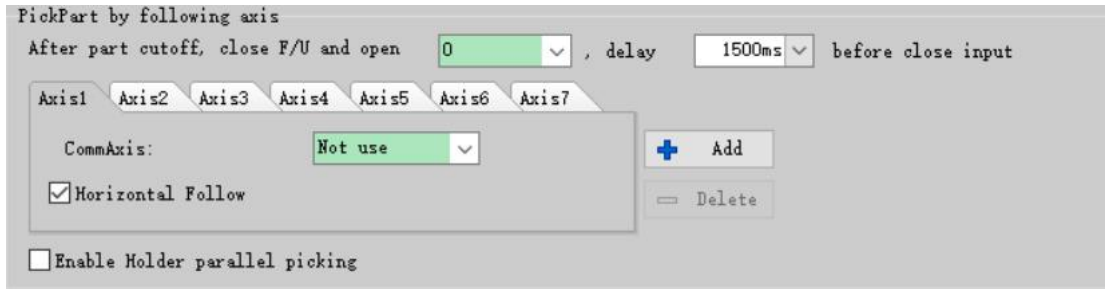 PickPart by following axis
After part cutoff, close F/U and open 0 , delay 1500ms before close input
Axis1 Axis2 Axis3 Axis4 Axis5 Axis6 Axis7
CommAxis: Not use
Add
Horizontal Follow
Delete
Enable Holder parallel picking